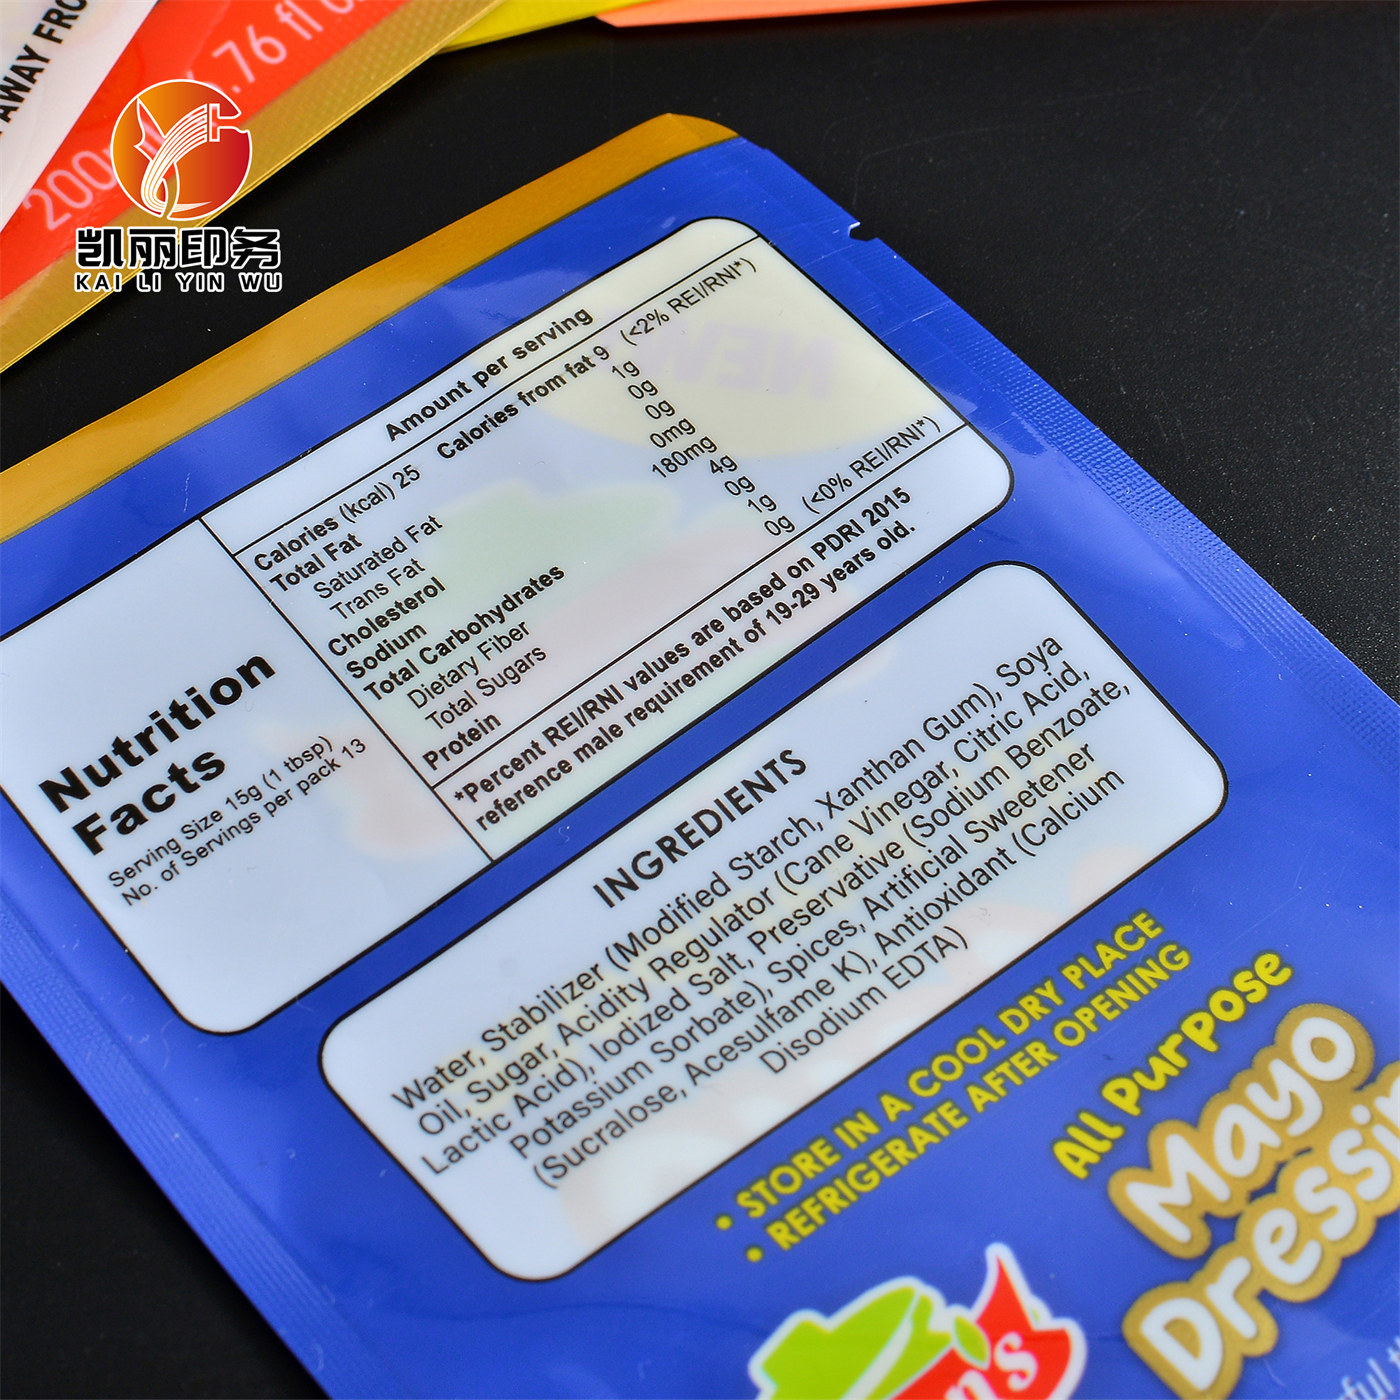 AWAY FRO
200m
.76 fl o
凯丽印务
KAI LI YIN WU
Nutrition
Facts
Serving Size 15g (1 tbsp)
No. of Servings per pack 13
Amount per serving
Calories (kcal) 25 Calories from fat 9 (<2% REI/RNI*)
Total Fat 1g
Saturated Fat 0g
Trans Fat 0g
Cholesterol 0mg
Sodium 180mg
Total Carbohydrates 4g
Dietary Fiber 0g
Total Sugars 1g
Protein 0g (<0% REI/RNI*)
*Percent REI/RNI values are based on PDRI 2015
reference male requirement of 19-29 years old.
INGREDIENTS
Water, Stabilizer (Modified Starch, Xanthan Gum), Soya
Oil, Sugar, Acidity Regulator (Cane Vinegar, Citric Acid,
Lactic Acid), Iodized Salt, Preservative (Sodium Benzoate,
Potassium Sorbate), Spices, Artificial Sweetener
(Sucralose, Acesulfame K), Antioxidant (Calcium
Disodium EDTA)
• STORE IN A COOL DRY PLACE
• REFRIGERATE AFTER OPENING
All Purpose
Mayo
Dressin